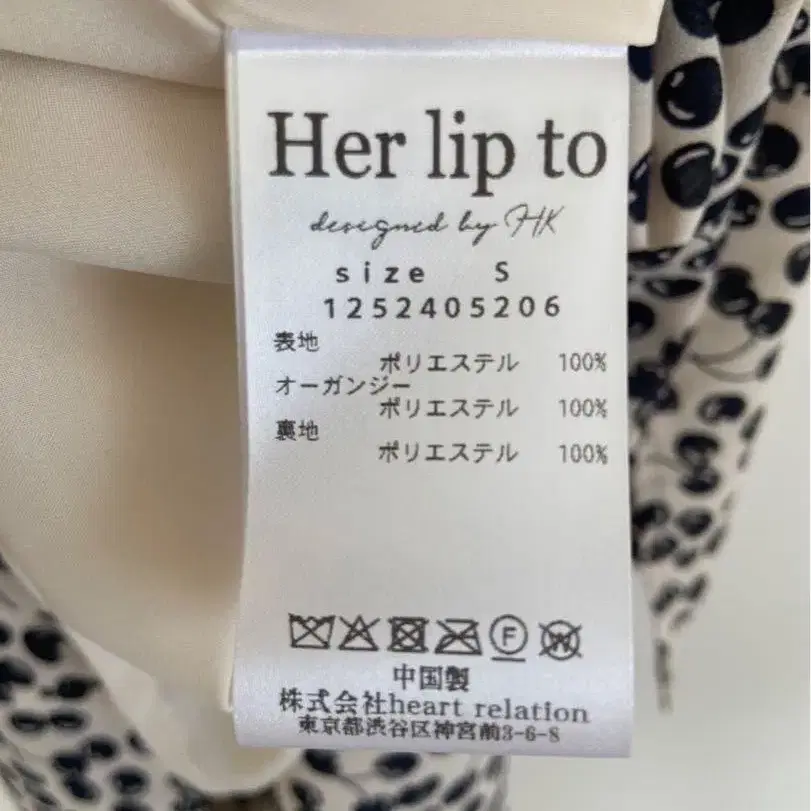 Her lip to
designed by HK
size S
1252405206
表地
ポリエステル 100%
オーガンジー
ポリエステル 100%
裏地
ポリエステル 100%
F
W
中国製
株式会社heart relation
東京都渋谷区神宮前3-6-8